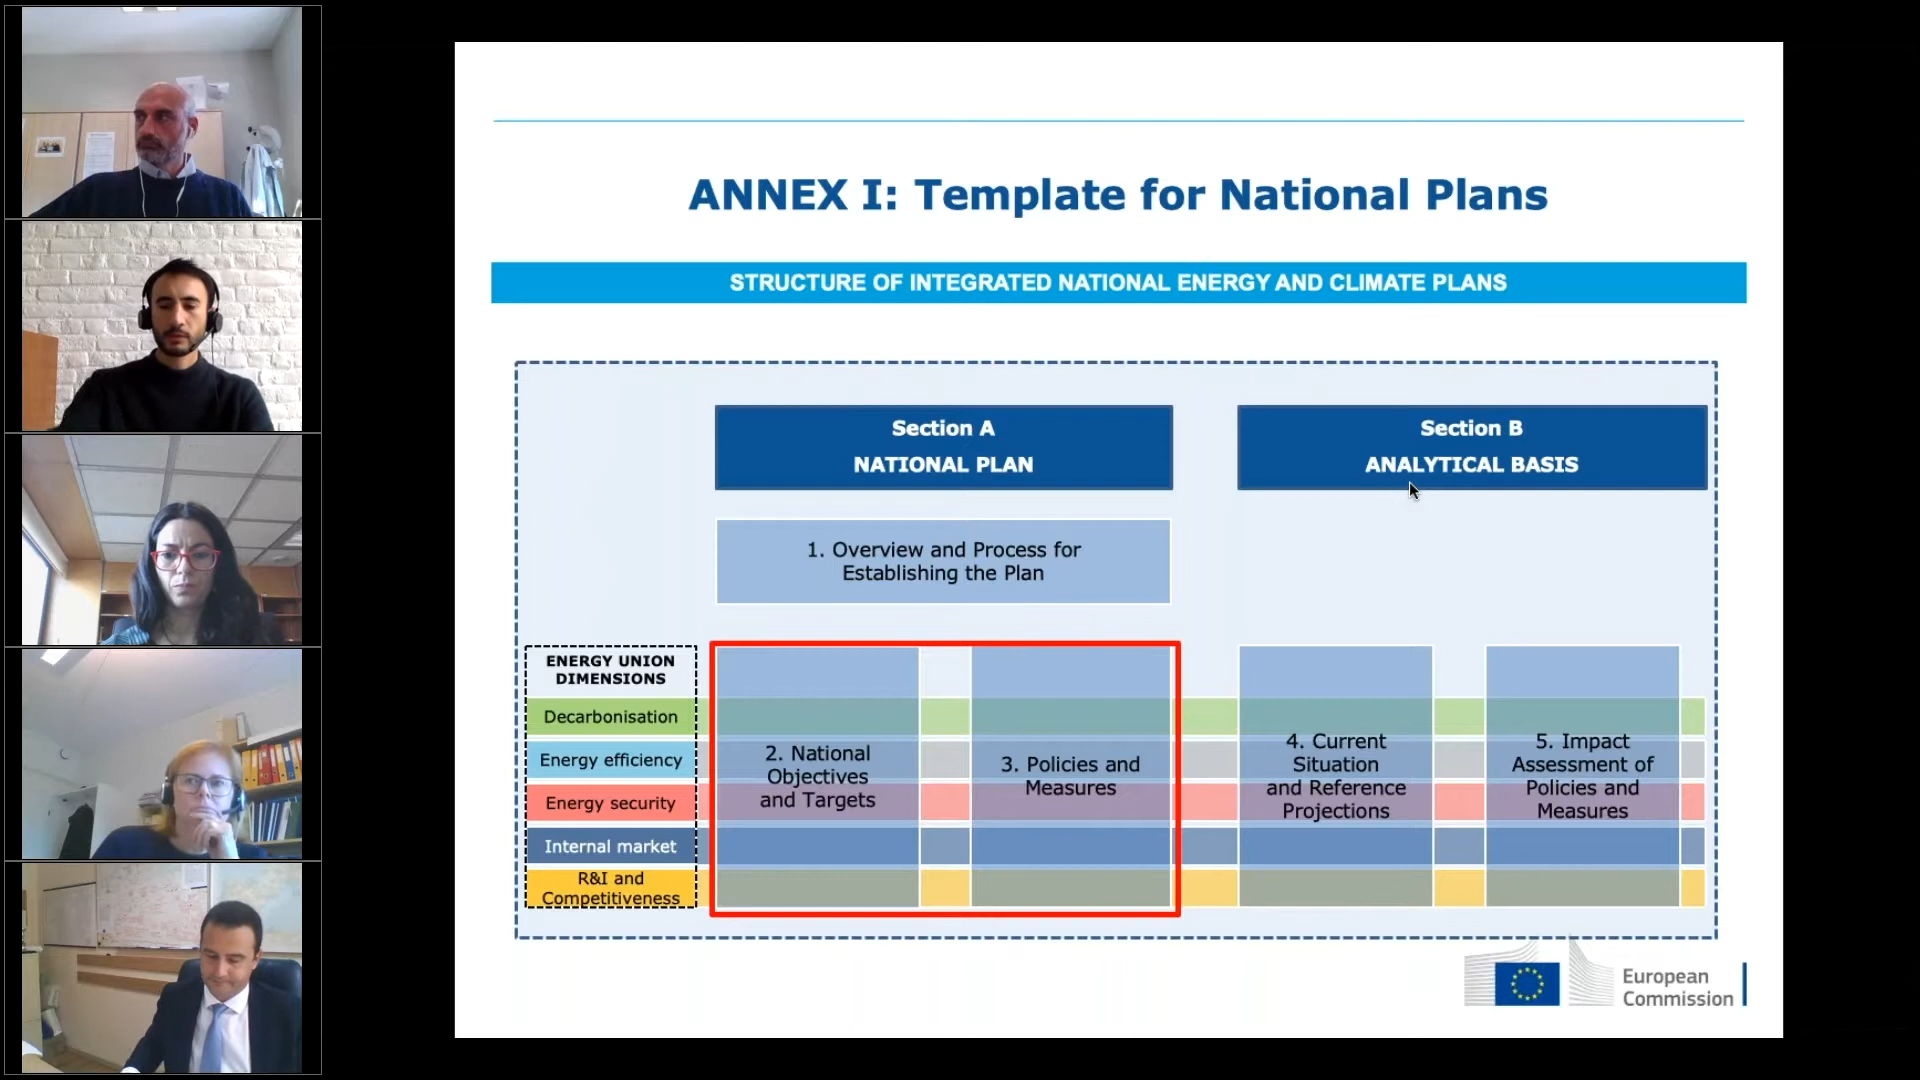 ANNEX I: Template for National Plans
STRUCTURE OF INTEGRATED NATIONAL ENERGY AND CLIMATE PLANS
Section A
NATIONAL PLAN
Section B
ANALYTICAL BASIS
1. Overview and Process for
Establishing the Plan
ENERGY UNION
DIMENSIONS
Decarbonisation
Energy efficiency
Energy security
Internal market
R&I and
Competitiveness
2. National
Objectives
and Targets
3. Policies and
Measures
4. Current
Situation
and Reference
Projections
5. Impact
Assessment of
Policies and
Measures
European
Commission